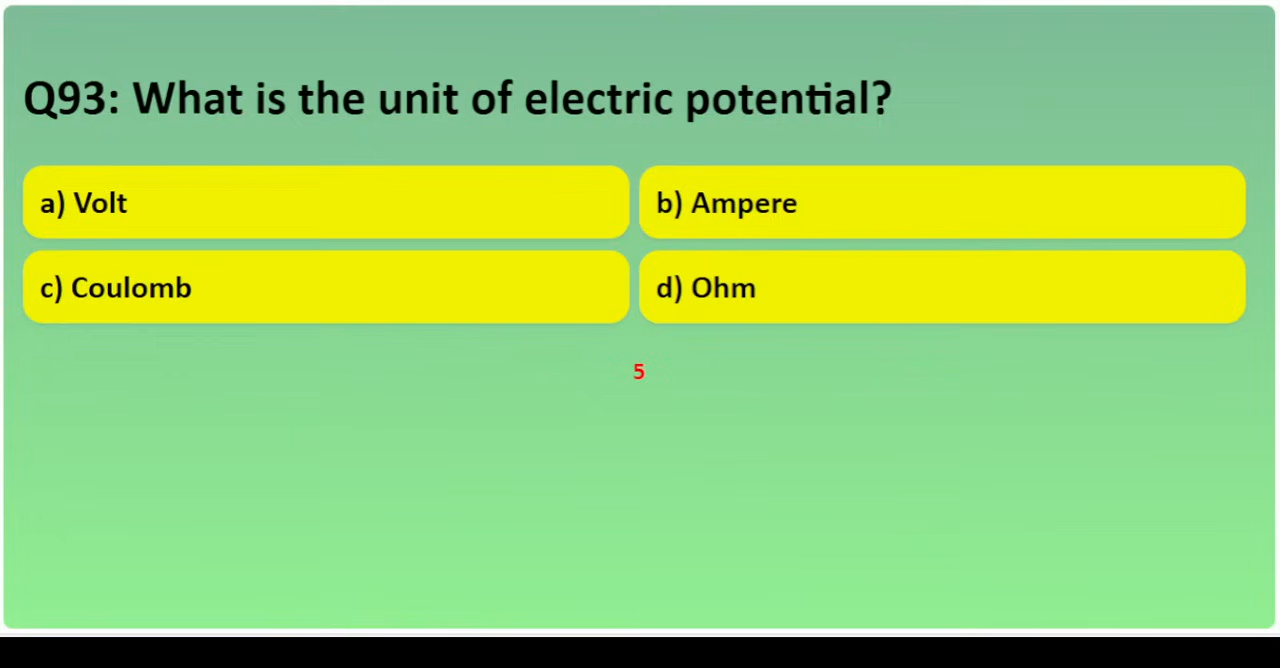 Q93: What is the unit of electric potential?
a) Volt
b) Ampere
c) Coulomb
d) Ohm
5